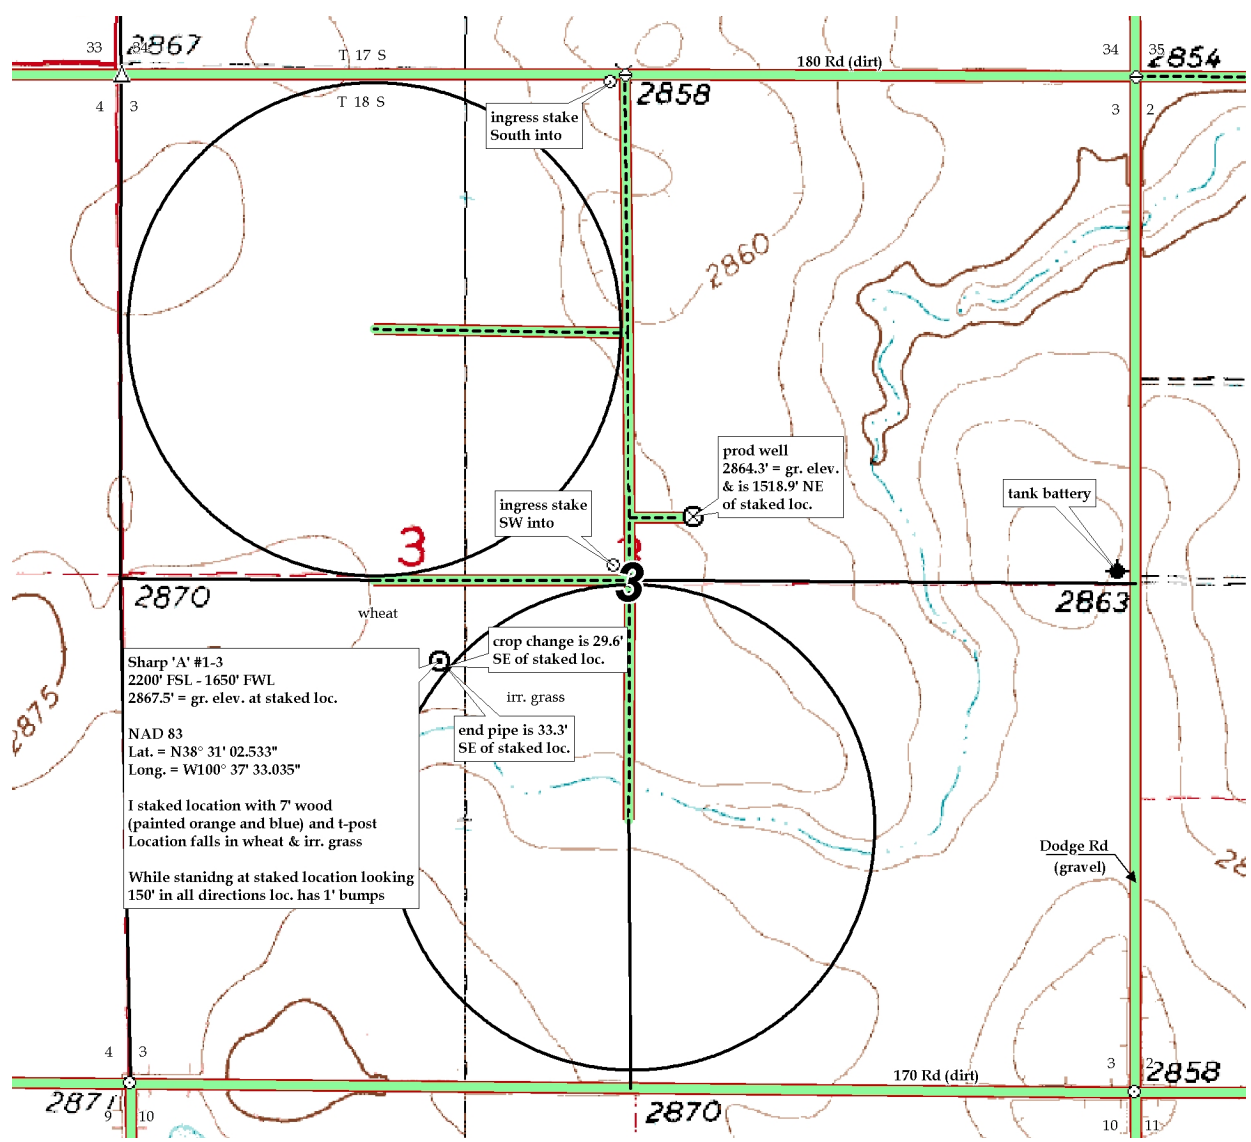 33
34
2867
T 17 S
180 Rd (dirt)
34
35
2854
4
3
T 18 S
2858
3
2
ingress stake
South into
2860
prod well
2864.3' = gr. elev.
& is 1518.9' NE
of staked loc.
ingress stake
SW into
tank battery
3
3
2870
2863
wheat
crop change is 29.6'
SE of staked loc.
Sharp 'A' #1-3
2200' FSL - 1650' FWL
2867.5' = gr. elev. at staked loc.
NAD 83
Lat. = N38° 31' 02.533"
Long. = W100° 37' 33.035"
I staked location with 7' wood
(painted orange and blue) and t-post
Location falls in wheat & irr. grass
While stanidng at staked location looking
150' in all directions loc. has 1' bumps
irr. grass
end pipe is 33.3'
SE of staked loc.
2875
Dodge Rd
(gravel)
4
3
170 Rd (dirt)
3
2
2858
2871
9
10
2870
10
11